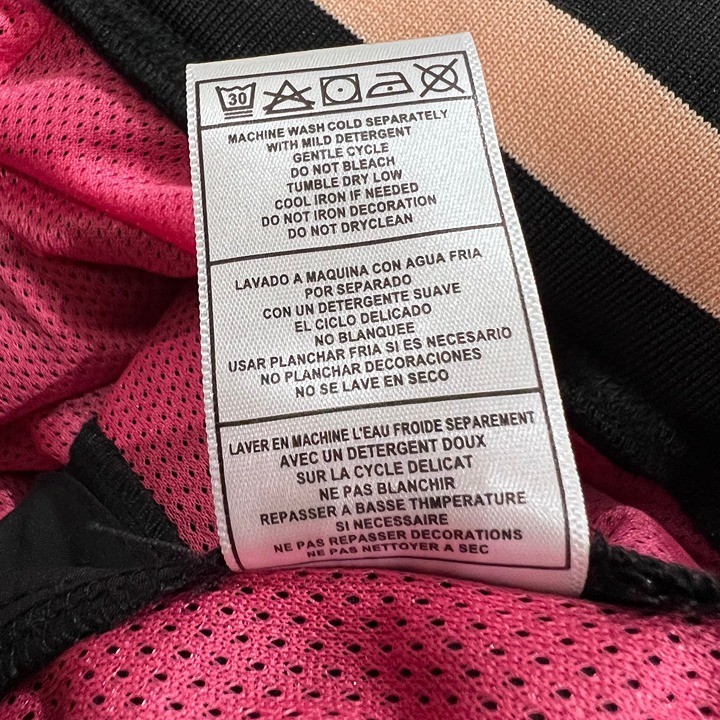 30
MACHINE WASH COLD SEPARATELY
WITH MILD DETERGENT
GENTLE CYCLE
DO NOT BLEACH
TUMBLE DRY LOW
COOL IRON IF NEEDED
DO NOT IRON DECORATION
DO NOT DRYCLEAN
LAVADO A MAQUINA CON AGUA FRIA
POR SEPARADO
CON UN DETERGENTE SUAVE
EL CICLO DELICADO
NO BLANQUEE
USAR PLANCHAR FRIA SI ES NECESARIO
NO PLANCHAR DECORACIONES
NO SE LAVE EN SECO
LAVER EN MACHINE L'EAU FROIDE SEPAREMENT
AVEC UN DETERGENT DOUX
SUR LA CYCLE DELICAT
NE PAS BLANCHIR
REPASSER A BASSE THMPERATURE
SI NECESSAIRE
NE PAS REPASSER DECORATIONS
NE PAS NETTOYER A SEC